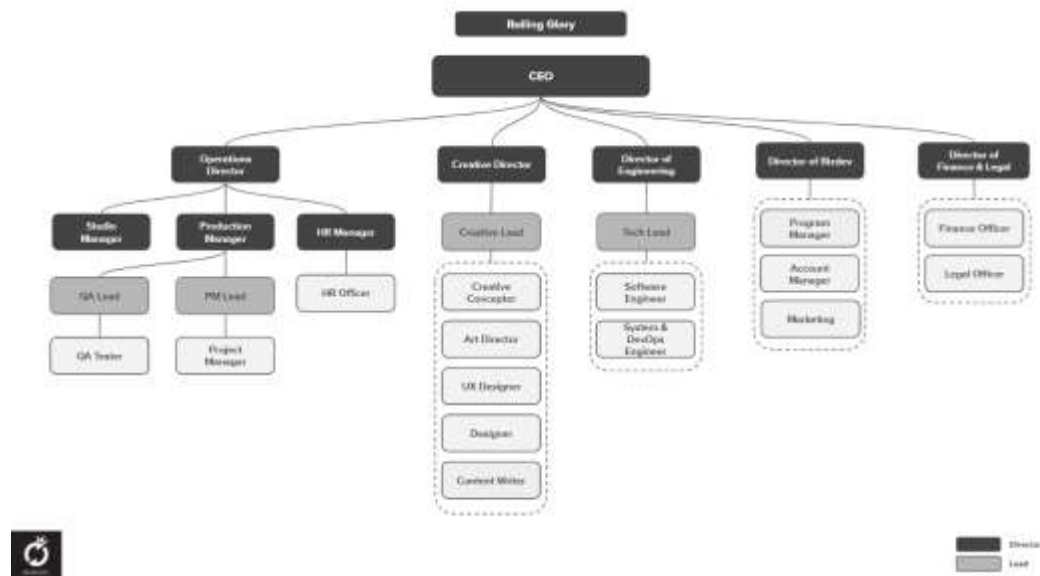 Rolling Glory
CEO
Operations
Director
Creative Director
Director of
Engineering
Director of Bizdev
Director of
Finance & Legal
Studio
Manager
Production
Manager
HR Manager
Creative Lead
Tech Lead
Program
Manager
Finance Officer
QA Lead
PM Lead
HR Officer
Creative
Conceptor
Software
Engineer
Account
Manager
Legal Officer
QA Tester
Project
Manager
Art Director
System &
DevOps
Engineer
Marketing
UX Designer
Designer
Content Writer
Director
Lead